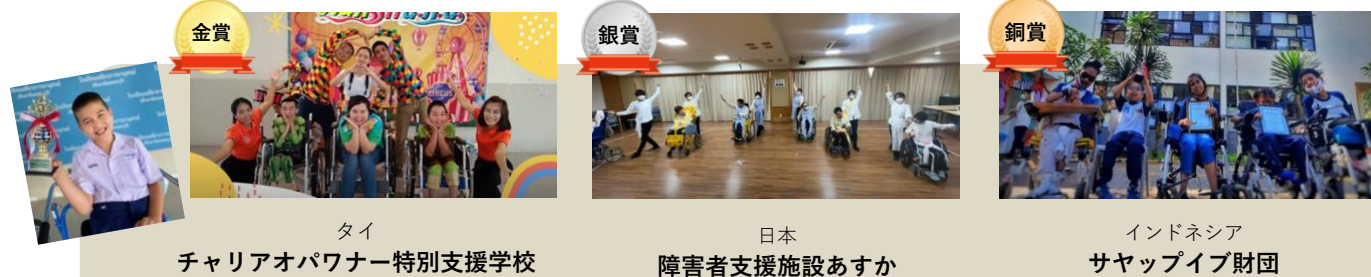 金賞
タイ
チャリアオパワナー特別支援学校
銀賞
日本
障害者支援施設あすか
銅賞
インドネシア
サヤップイブ財団